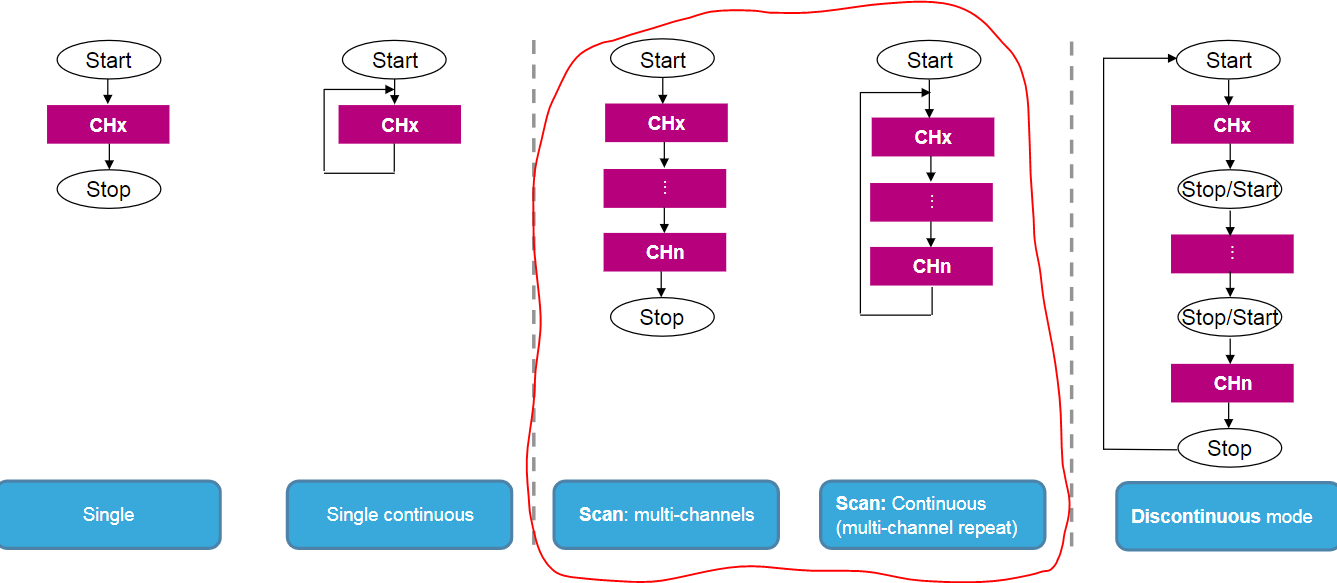 Start
CHx
Stop
Single
Start
CHx
Single continuous
Start
CHx
⋮
CHn
Stop
Scan: multi-channels
Start
CHx
⋮
CHn
Scan: Continuous
(multi-channel repeat)
Start
CHx
Stop/Start
⋮
Stop/Start
CHn
Stop
Discontinuous mode